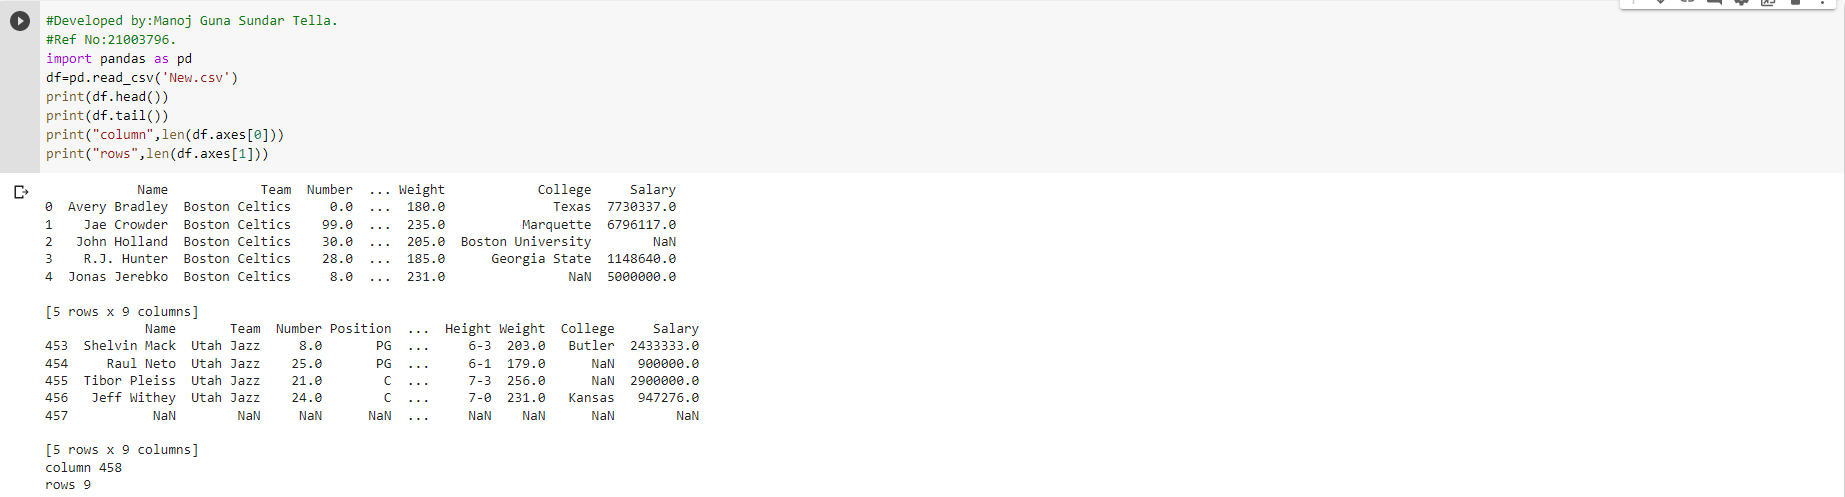 #Developed by:Manoj Guna Sundar Tella.
#Ref No:21003796.
import pandas as pd
df=pd.read_csv('New.csv')
print(df.head())
print(df.tail())
print("column",len(df.axes[0]))
print("rows",len(df.axes[1]))
Name Team Number ... Weight College Salary
0 Avery Bradley Boston Celtics 0.0 ... 180.0 Texas 7730337.0
1 Jae Crowder Boston Celtics 99.0 ... 235.0 Marquette 6796117.0
2 John Holland Boston Celtics 30.0 ... 205.0 Boston University NaN
3 R.J. Hunter Boston Celtics 28.0 ... 185.0 Georgia State 1148640.0
4 Jonas Jerebko Boston Celtics 8.0 ... 231.0 NaN 5000000.0
[5 rows x 9 columns]
Name Team Number Position ... Height Weight College Salary
453 Shelvin Mack Utah Jazz 8.0 PG ... 6-3 203.0 Butler 2433333.0
454 Raul Neto Utah Jazz 25.0 PG ... 6-1 179.0 NaN 900000.0
455 Tibor Pleiss Utah Jazz 21.0 C ... 7-3 256.0 NaN 2900000.0
456 Jeff Withey Utah Jazz 24.0 C ... 7-0 231.0 Kansas 947276.0
457 NaN NaN NaN NaN ... NaN NaN NaN NaN
[5 rows x 9 columns]
column 458
rows 9